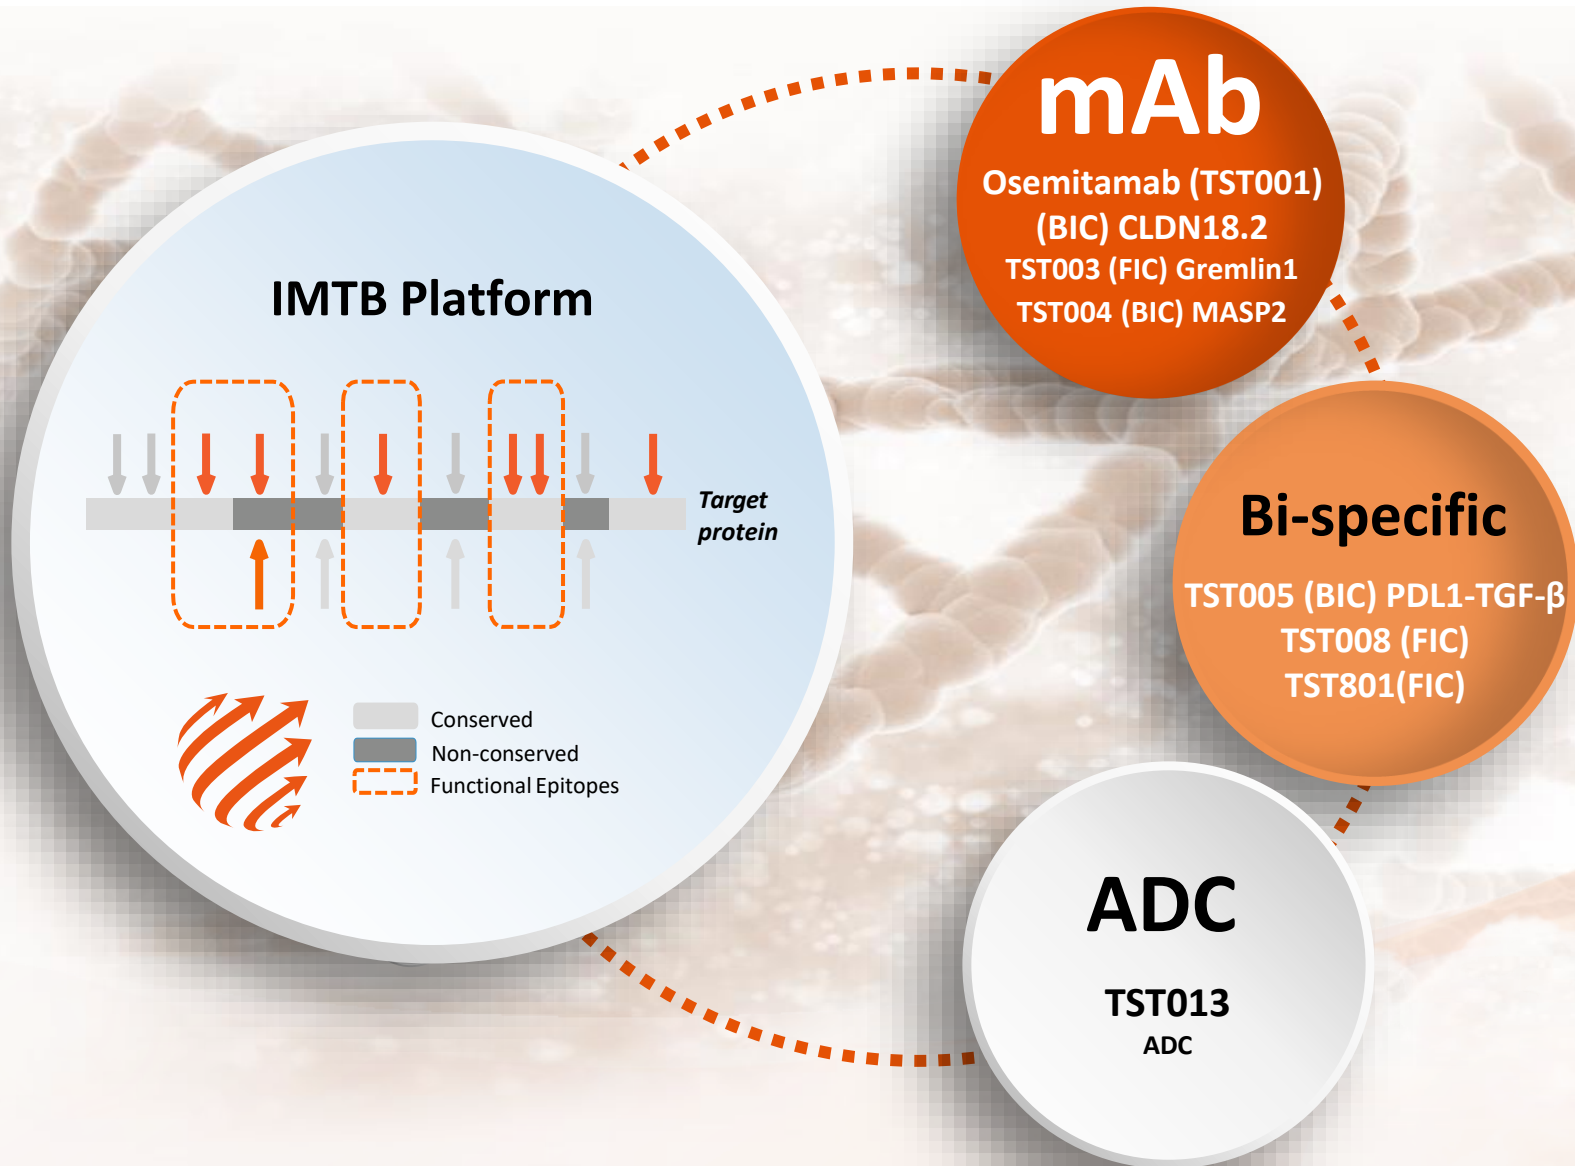 IMTB Platform
Target
protein
Conserved
Non-conserved
Functional Epitopes
mAb
Osemitamab (TST001)
(BIC) CLDN18.2
TST003 (FIC) Gremlin1
TST004 (BIC) MASP2
Bi-specific
TST005 (BIC) PDL1-TGF-β
TST008 (FIC)
TST801(FIC)
ADC
TST013
ADC